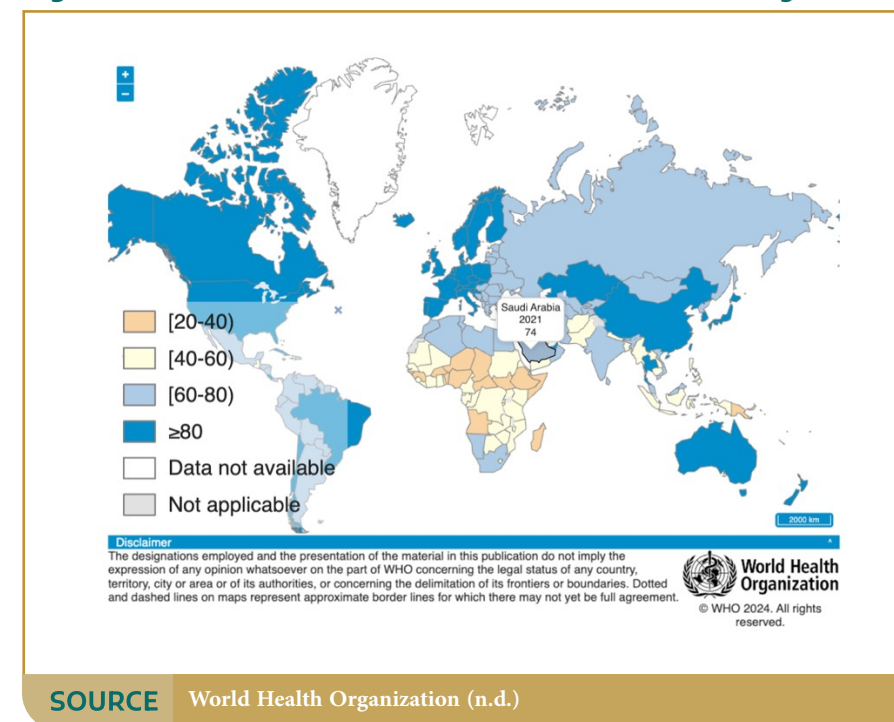 +
−
Saudi Arabia
2021
74
[20-40)
[40-60)
[60-80)
≥80
Data not available
Not applicable
2000 km
Disclaimer
The designations employed and the presentation of the material in this publication do not imply the
expression of any opinion whatsoever on the part of WHO concerning the legal status of any country,
territory, city or area or of its authorities, or concerning the delimitation of its frontiers or boundaries. Dotted
and dashed lines on maps represent approximate border lines for which there may not yet be full agreement.
World Health
Organization
© WHO 2024. All rights
reserved.
SOURCE World Health Organization (n.d.)